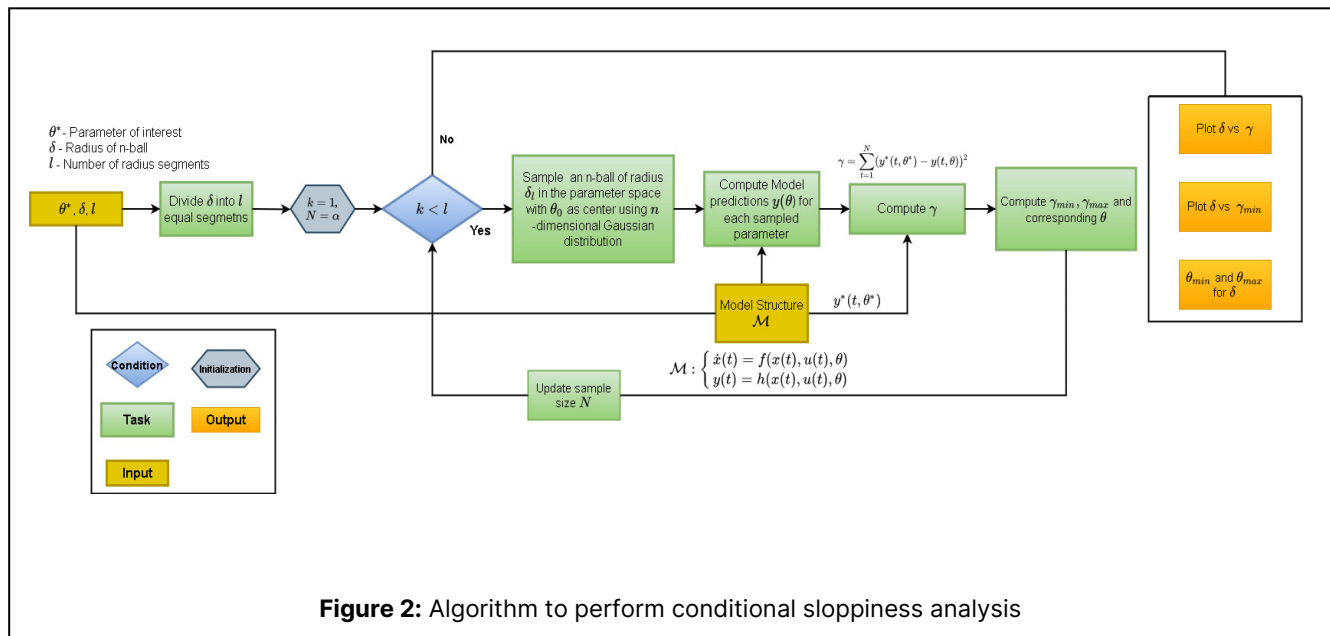 θ* - Parameter of interest
δ - Radius of n-ball
l - Number of radius segments
θ*, δ, l
Divide δ into l
equal segmetns
k = 1,
N = α
k < l
No
Yes
Sample an n-ball of radius
δ_l in the parameter space
with θ_0 as center using n
-dimensional Gaussian
distribution
Compute Model
predictions y(θ) for
each sampled
parameter
γ = ∑_{t=1}^{N} (y*(t, θ*) − y(t, θ))²
Compute γ
Compute γ_min, γ_max and
corresponding θ
Plot δ vs γ
Plot δ vs γ_min
θ_min and θ_max
for δ
Model Structure
M
y*(t, θ*)
M : { ẋ(t) = f(x(t), u(t), θ)
y(t) = h(x(t), u(t), θ)
Update sample
size N
Condition
Initialization
Task
Output
Input
Figure 2: Algorithm to perform conditional sloppiness analysis